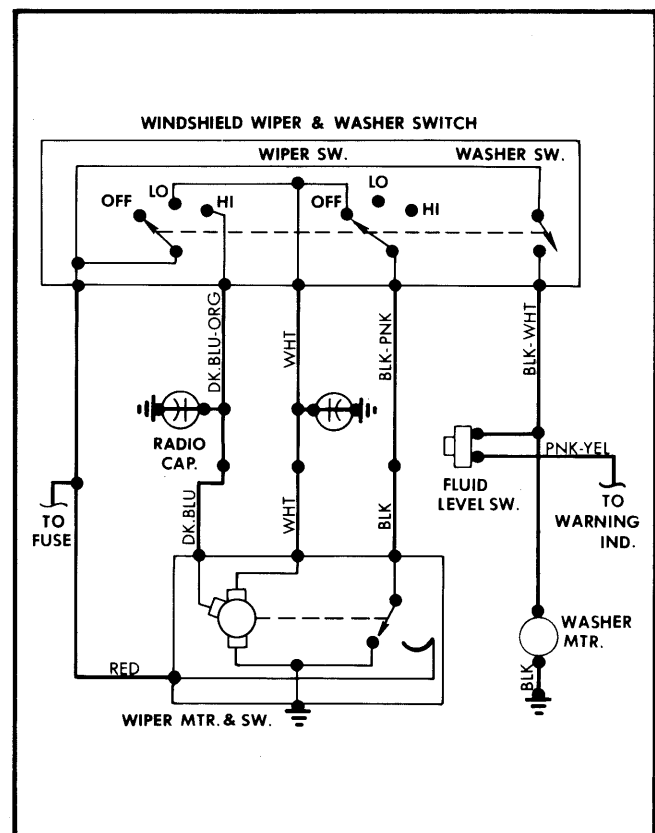 WINDSHIELD WIPER & WASHER SWITCH
WIPER SW.
WASHER SW.
LO
OFF
HI
LO
OFF
HI
DK.BLU-ORG
WHT
BLK-PNK
BLK-WHT
RADIO
CAP.
PNK-YEL
FLUID
LEVEL SW.
TO
WARNING
IND.
TO
FUSE
DK.BLU
WHT
BLK
WASHER
MTR.
BLK
RED
WIPER MTR.& SW.